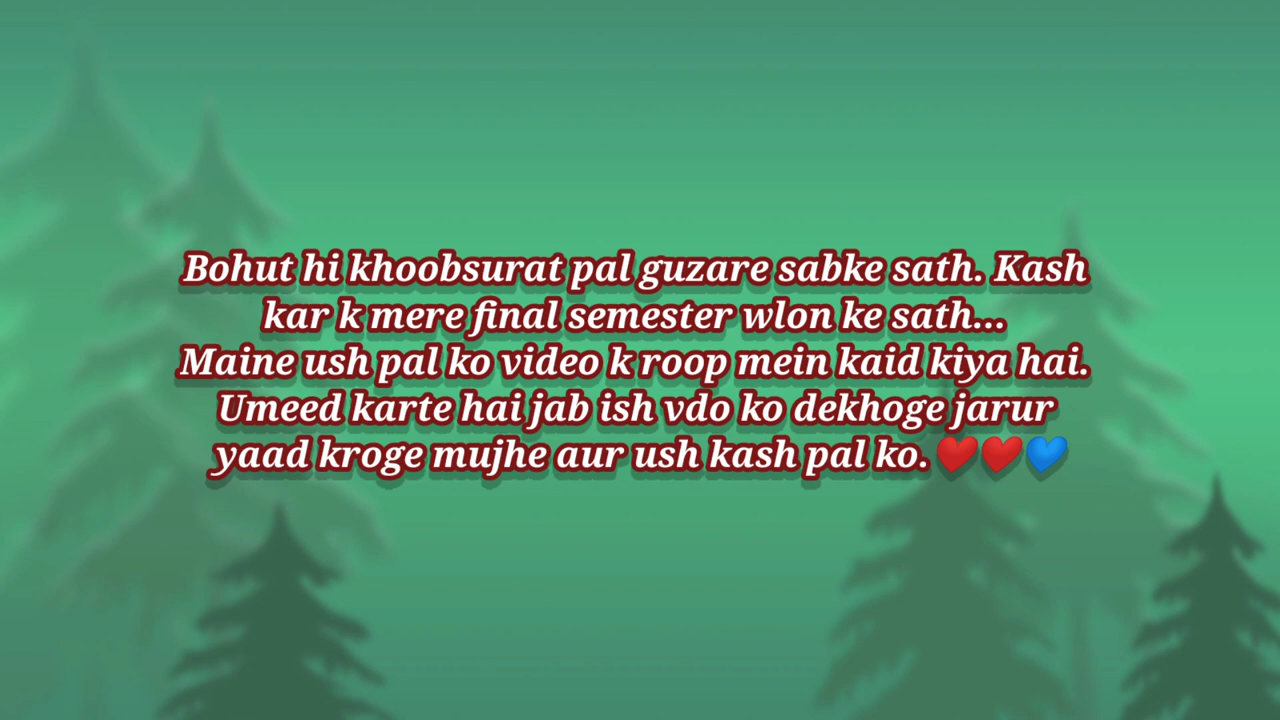 Bohut hi khoobsurat pal guzare sabke sath. Kash
kar k mere final semester wlon ke sath...
Maine ush pal ko video k roop mein kaid kiya hai.
Umeed karte hai jab ish vdo ko dekhoge jarur
yaad kroge mujhe aur ush kash pal ko.❤️❤️💙